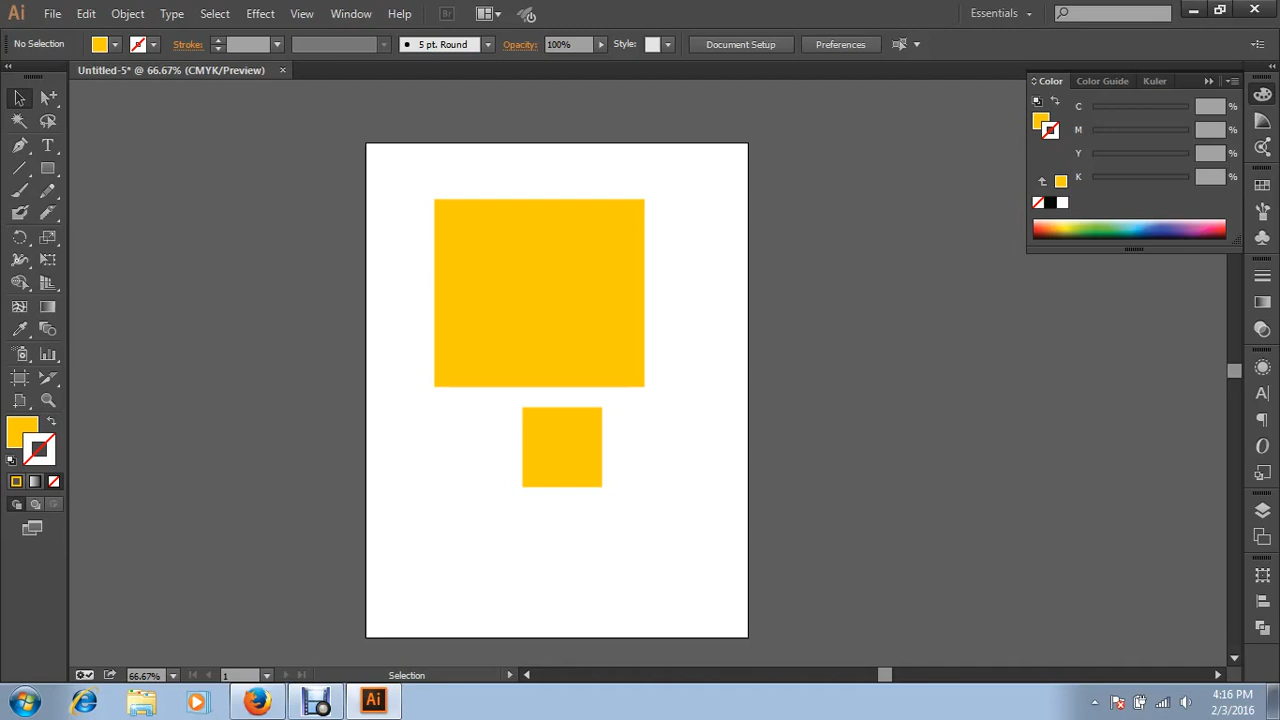 Ai File Edit Object Type Select Effect View Window Help Br Essentials
No Selection Stroke: 5 pt. Round Opacity: 100% Style: Document Setup Preferences
Untitled-5* @ 66.67% (CMYK/Preview)
Color Color Guide Kuler
C %
M %
Y %
K %
66.67% 1 Selection
Ai
4:16 PM
2/3/2016